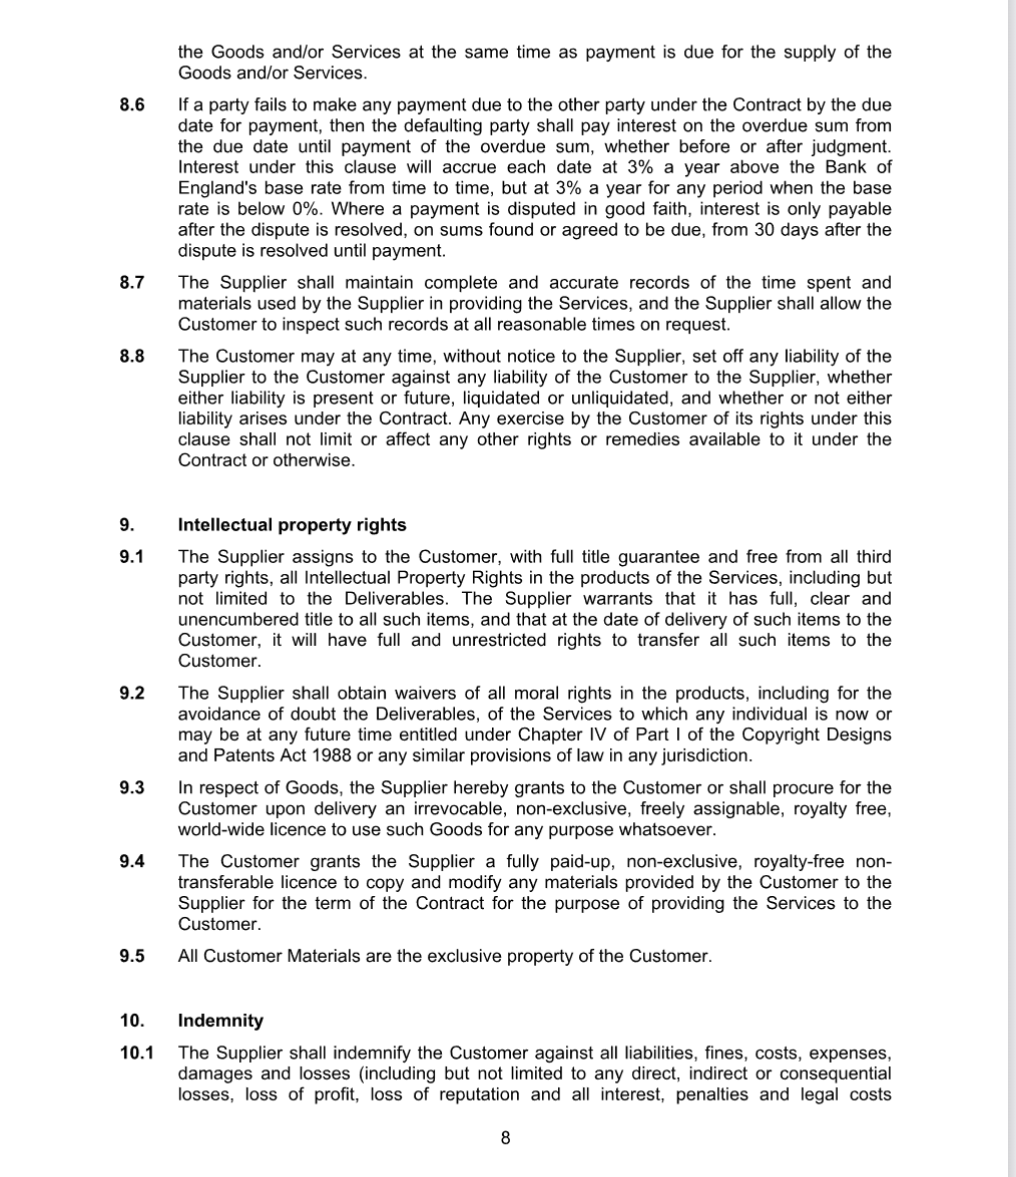 the Goods and/or Services at the same time as payment is due for the supply of the
Goods and/or Services.
8.6 If a party fails to make any payment due to the other party under the Contract by the due
date for payment, then the defaulting party shall pay interest on the overdue sum from
the due date until payment of the overdue sum, whether before or after judgment.
Interest under this clause will accrue each date at 3% a year above the Bank of
England's base rate from time to time, but at 3% a year for any period when the base
rate is below 0%. Where a payment is disputed in good faith, interest is only payable
after the dispute is resolved, on sums found or agreed to be due, from 30 days after the
dispute is resolved until payment.
8.7 The Supplier shall maintain complete and accurate records of the time spent and
materials used by the Supplier in providing the Services, and the Supplier shall allow the
Customer to inspect such records at all reasonable times on request.
8.8 The Customer may at any time, without notice to the Supplier, set off any liability of the
Supplier to the Customer against any liability of the Customer to the Supplier, whether
either liability is present or future, liquidated or unliquidated, and whether or not either
liability arises under the Contract. Any exercise by the Customer of its rights under this
clause shall not limit or affect any other rights or remedies available to it under the
Contract or otherwise.
9. Intellectual property rights
9.1 The Supplier assigns to the Customer, with full title guarantee and free from all third
party rights, all Intellectual Property Rights in the products of the Services, including but
not limited to the Deliverables. The Supplier warrants that it has full, clear and
unencumbered title to all such items, and that at the date of delivery of such items to the
Customer, it will have full and unrestricted rights to transfer all such items to the
Customer.
9.2 The Supplier shall obtain waivers of all moral rights in the products, including for the
avoidance of doubt the Deliverables, of the Services to which any individual is now or
may be at any future time entitled under Chapter IV of Part I of the Copyright Designs
and Patents Act 1988 or any similar provisions of law in any jurisdiction.
9.3 In respect of Goods, the Supplier hereby grants to the Customer or shall procure for the
Customer upon delivery an irrevocable, non-exclusive, freely assignable, royalty free,
world-wide licence to use such Goods for any purpose whatsoever.
9.4 The Customer grants the Supplier a fully paid-up, non-exclusive, royalty-free non-
transferable licence to copy and modify any materials provided by the Customer to the
Supplier for the term of the Contract for the purpose of providing the Services to the
Customer.
9.5 All Customer Materials are the exclusive property of the Customer.
10. Indemnity
10.1 The Supplier shall indemnify the Customer against all liabilities, fines, costs, expenses,
damages and losses (including but not limited to any direct, indirect or consequential
losses, loss of profit, loss of reputation and all interest, penalties and legal costs
8